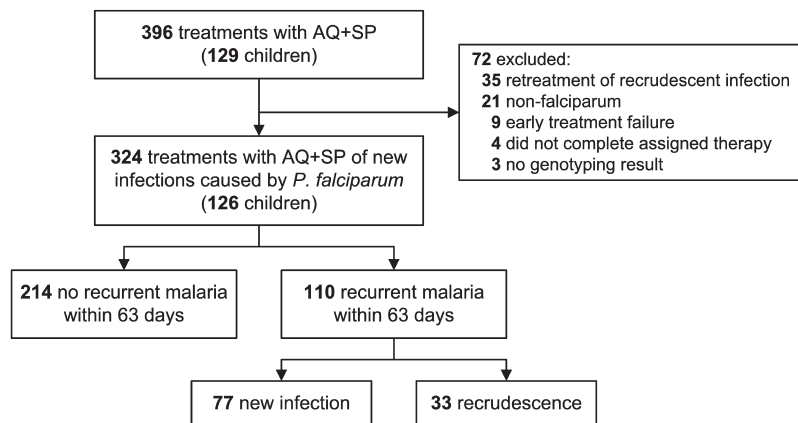 396 treatments with AQ+SP
(129 children)
72 excluded:
35 retreatment of recrudescent infection
21 non-falciparum
9 early treatment failure
4 did not complete assigned therapy
3 no genotyping result
324 treatments with AQ+SP of new
infections caused by P. falciparum
(126 children)
214 no recurrent malaria
within 63 days
110 recurrent malaria
within 63 days
77 new infection
33 recrudescence